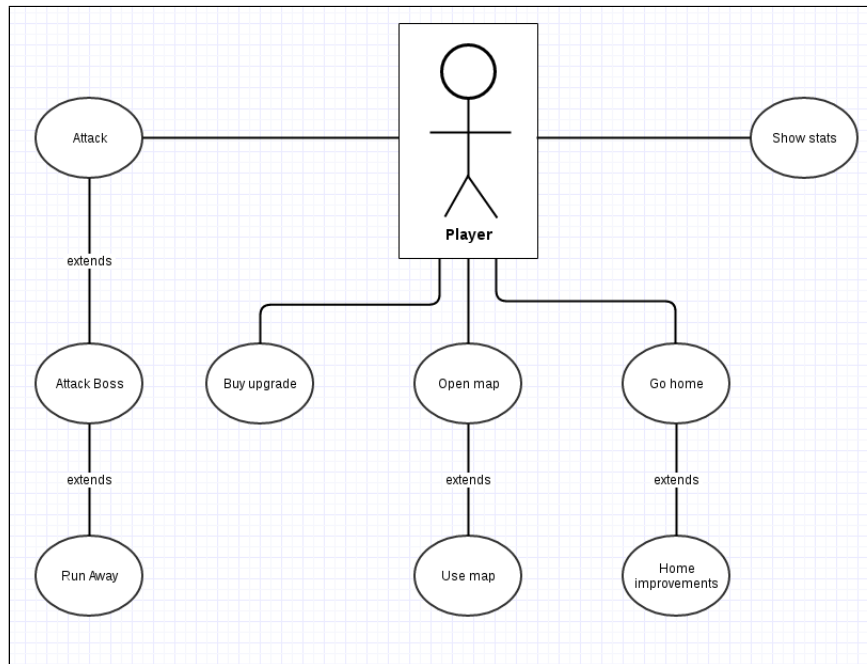 Attack
Show stats
Player
extends
Attack Boss
Buy upgrade
Open map
Go home
extends
extends
extends
Run Away
Use map
Home
improvements